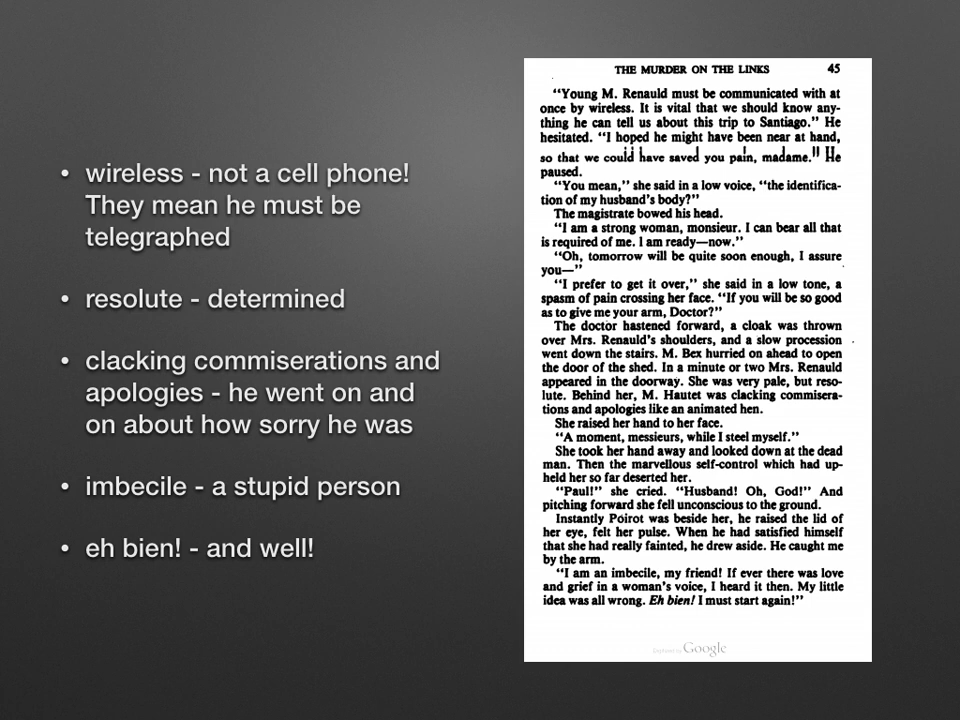 • wireless - not a cell phone!
They mean he must be
telegraphed
• resolute - determined
• clacking commiserations and
apologies - he went on and
on about how sorry he was
• imbecile - a stupid person
• eh bien! - and well!
THE MURDER ON THE LINKS 45
"Young M. Renauld must be communicated with at
once by wireless. It is vital that we should know any-
thing he can tell us about this trip to Santiago." He
hesitated. "I hoped he might have been near at hand,
so that we could have saved you pain, madame." He
paused.
"You mean," she said in a low voice, "the identifica-
tion of my husband's body?"
The magistrate bowed his head.
"I am a strong woman, monsieur. I can bear all that
is required of me. I am ready—now."
"Oh, tomorrow will be quite soon enough, I assure
you—"
"I prefer to get it over," she said in a low tone, a
spasm of pain crossing her face. "If you will be so good
as to give me your arm, Doctor?"
The doctor hastened forward, a cloak was thrown
over Mrs. Renauld's shoulders, and a slow procession
went down the stairs. M. Bex hurried on ahead to open
the door of the shed. In a minute or two Mrs. Renauld
appeared in the doorway. She was very pale, but reso-
lute. Behind her, M. Hautet was clacking commisera-
tions and apologies like an animated hen.
She raised her hand to her face.
"A moment, messieurs, while I steel myself."
She took her hand away and looked down at the dead
man. Then the marvellous self-control which had up-
held her so far deserted her.
"Paul!" she cried. "Husband! Oh, God!" And
pitching forward she fell unconscious to the ground.
Instantly Poirot was beside her, he raised the lid of
her eye, felt her pulse. When he had satisfied himself
that she had really fainted, he drew aside. He caught me
by the arm.
"I am an imbecile, my friend! If ever there was love
and grief in a woman's voice, I heard it then. My little
idea was all wrong. Eh bien! I must start again!"
Google